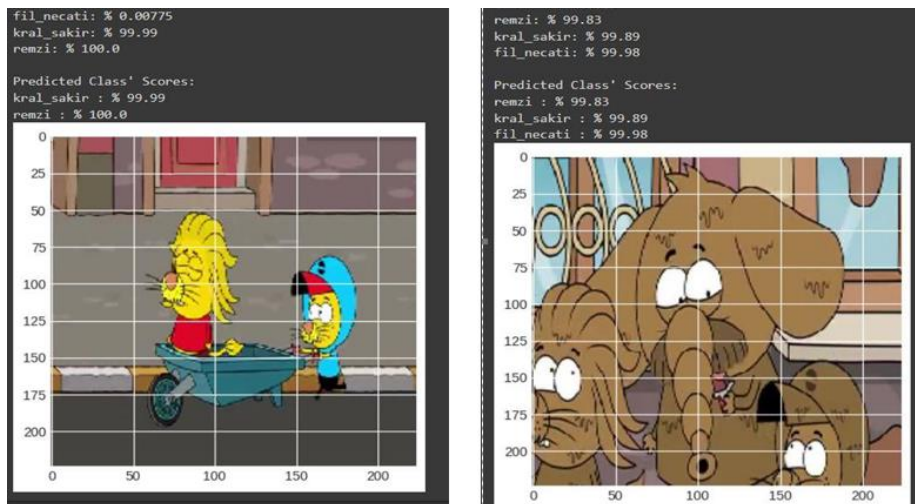 fil_necati: % 0.00775
kral_sakir: % 99.99
remzi: % 100.0
Predicted Class' Scores:
kral_sakir : % 99.99
remzi : % 100.0
0
25
50
75
100
125
150
175
200
0 50 100 150 200
remzi: % 99.83
kral_sakir: % 99.89
fil_necati: % 99.98
Predicted Class' Scores:
remzi : % 99.83
kral_sakir : % 99.89
fil_necati : % 99.98
0
25
50
75
100
125
150
175
200
0 50 100 150 200